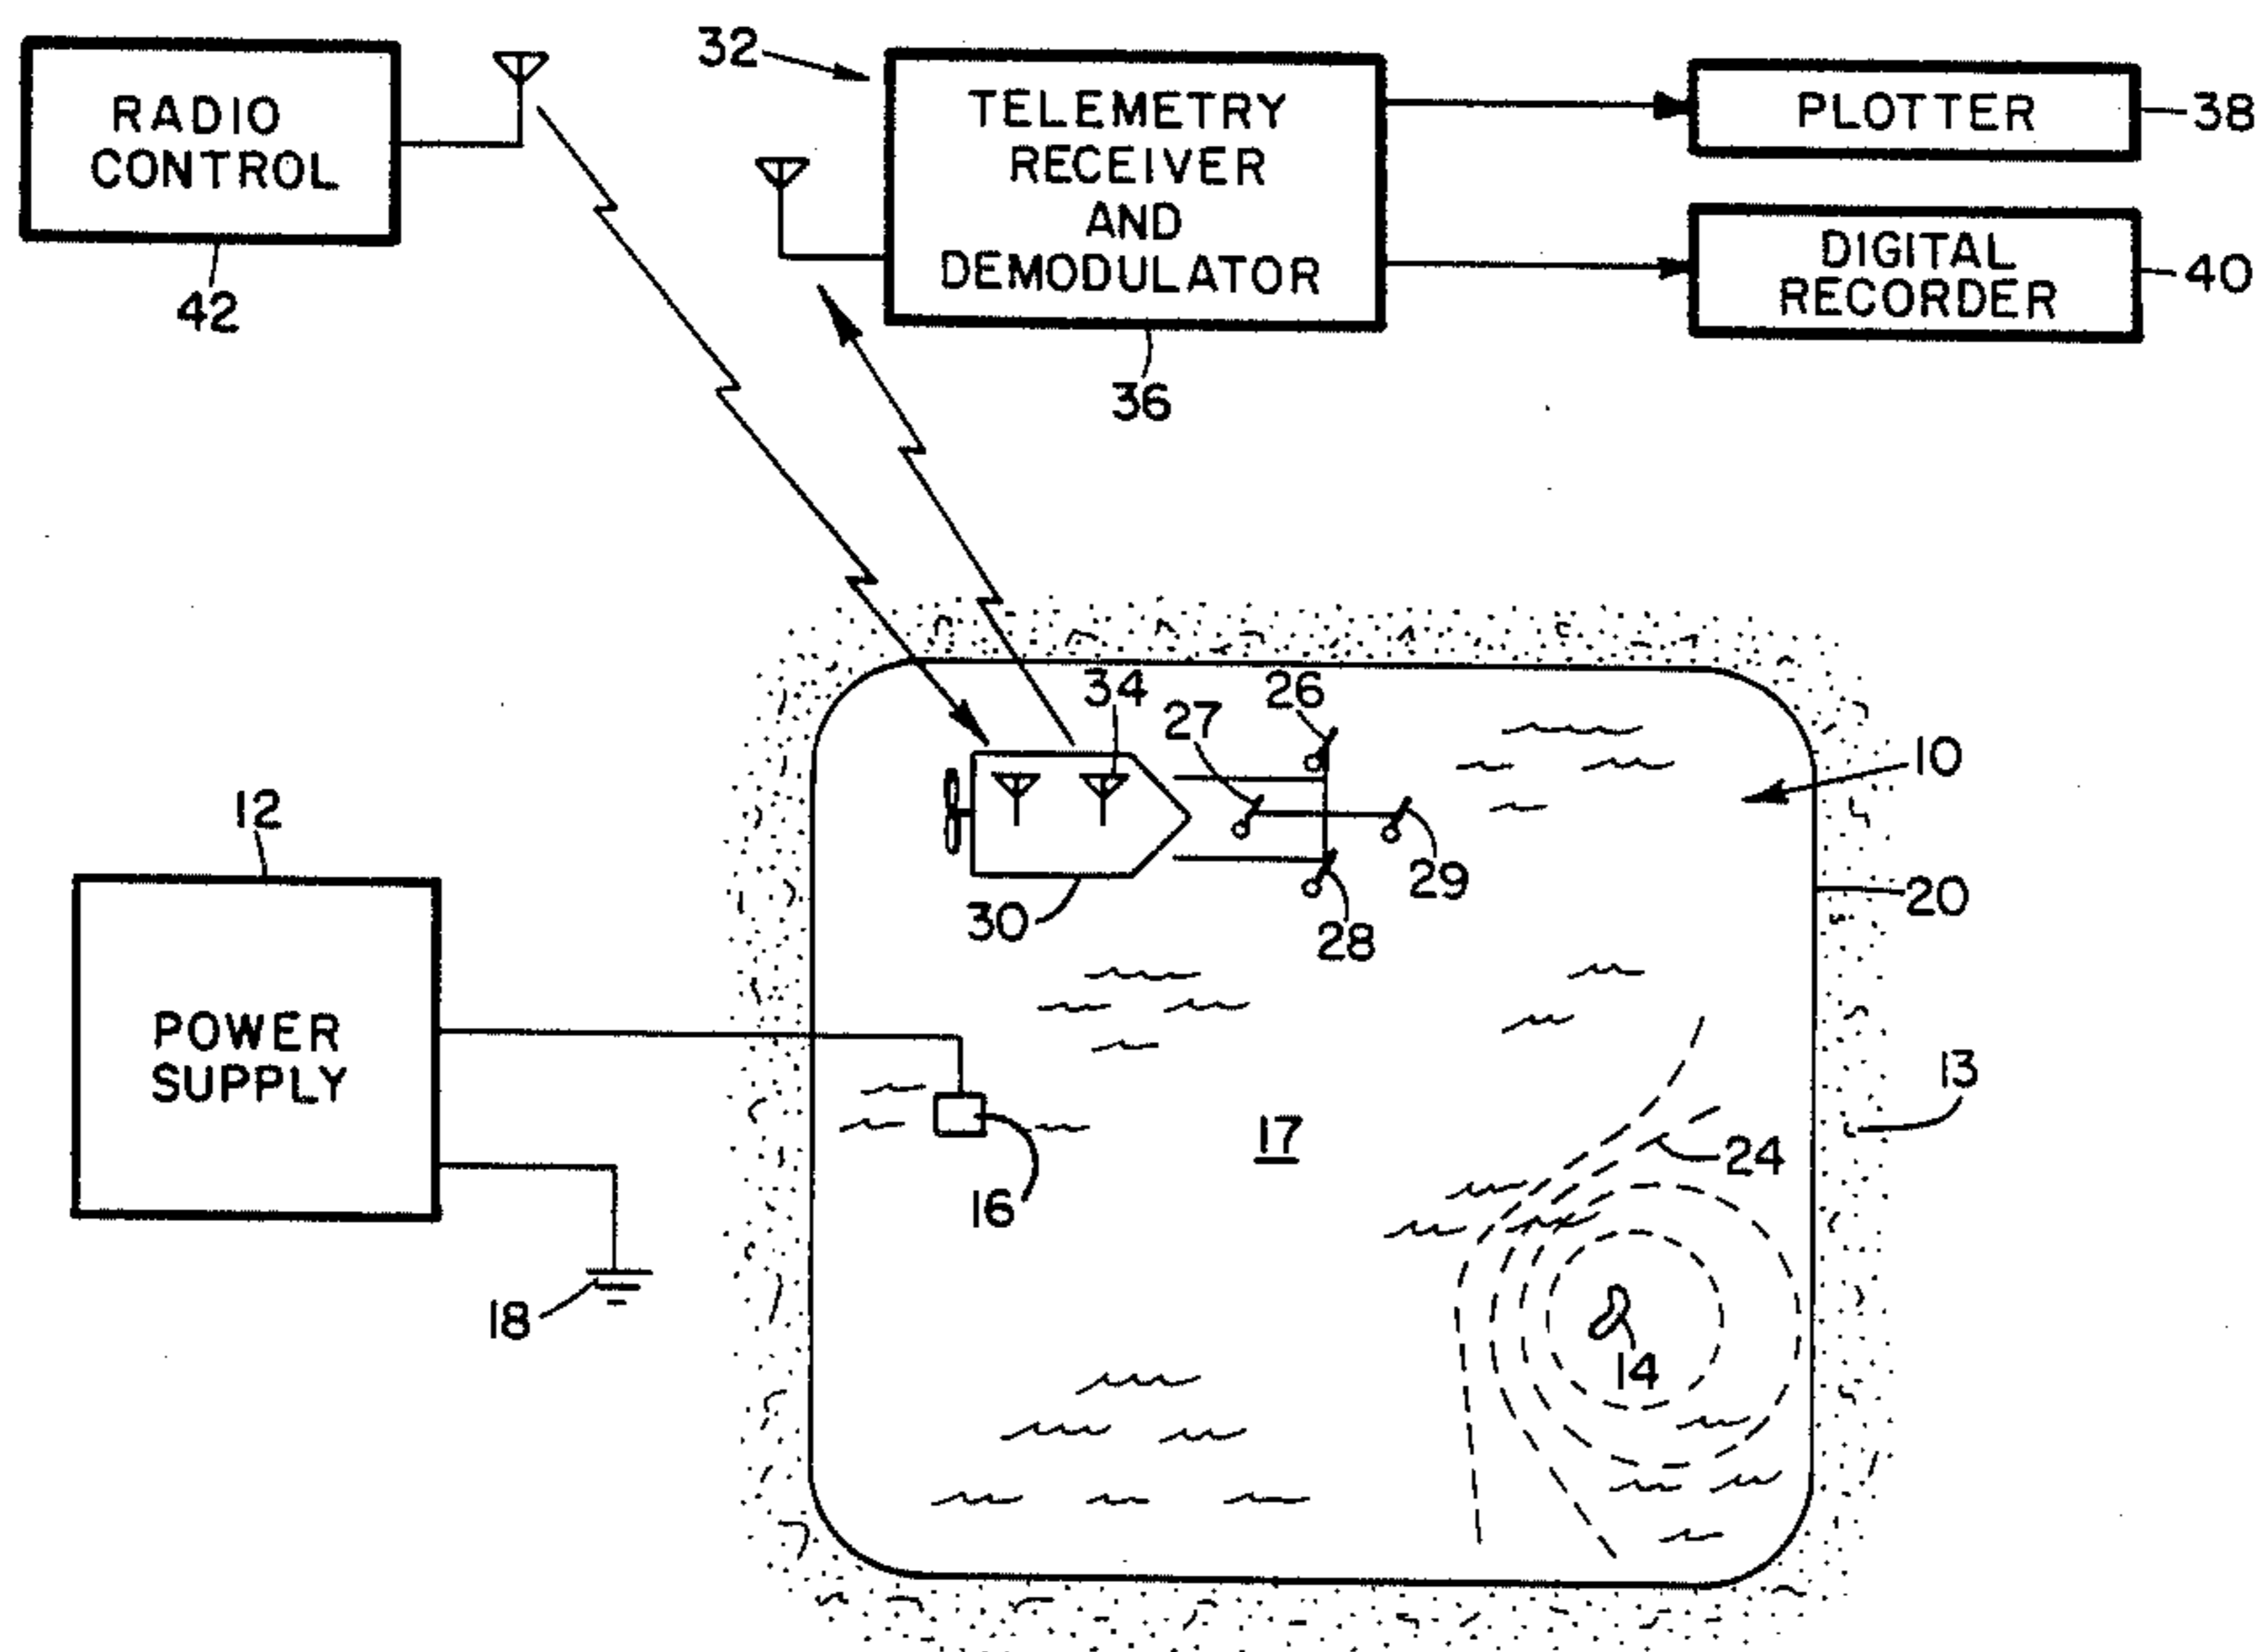 RADIO
CONTROL
42
32
TELEMETRY
RECEIVER
AND
DEMODULATOR
36
PLOTTER
38
DIGITAL
RECORDER
40
34
27
26
10
29
20
30
28
12
POWER
SUPPLY
13
17
24
16
18
14